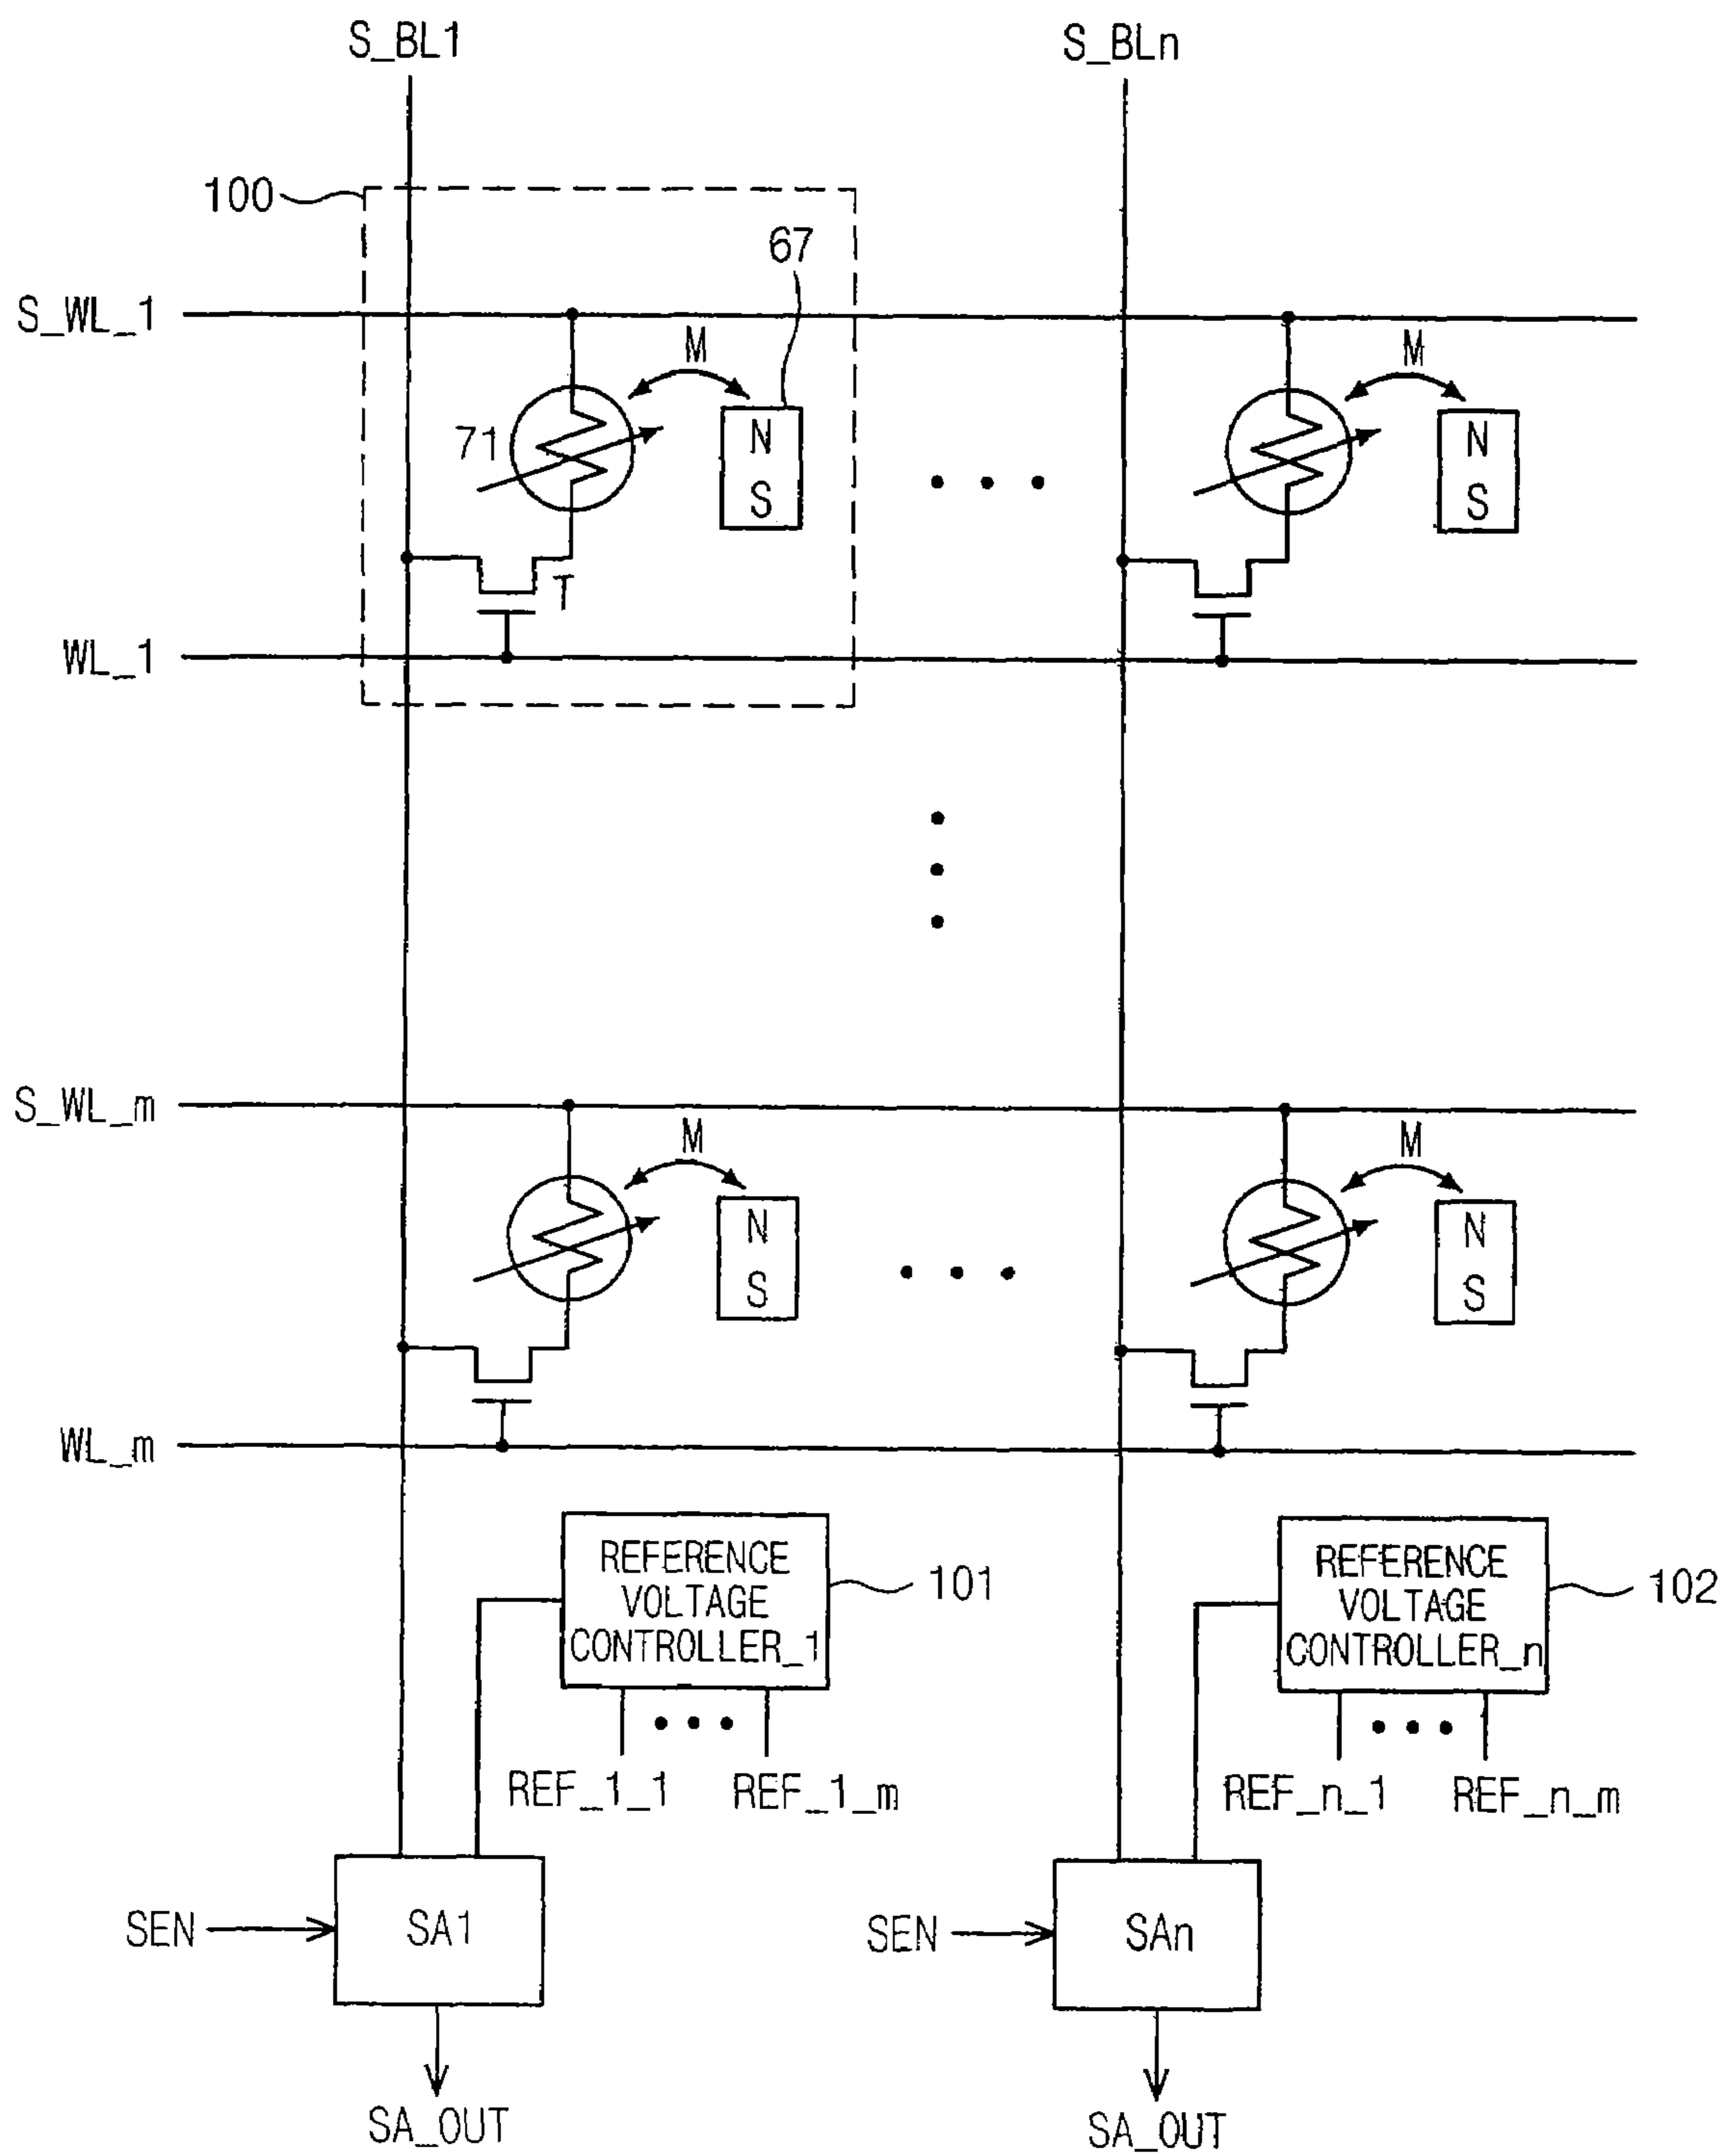 S_BL1
S_BLn
100
67
S_WL_1
M
M
71
N
S
N
S
T
WL_1
S_WL_m
M
M
N
S
N
S
WL_m
REFERENCE
VOLTAGE
CONTROLLER_1
101
REFERENCE
VOLTAGE
CONTROLLER_n
102
REF_1_1
REF_1_m
REF_n_1
REF_n_m
SEN
SA1
SEN
SAn
SA_OUT
SA_OUT